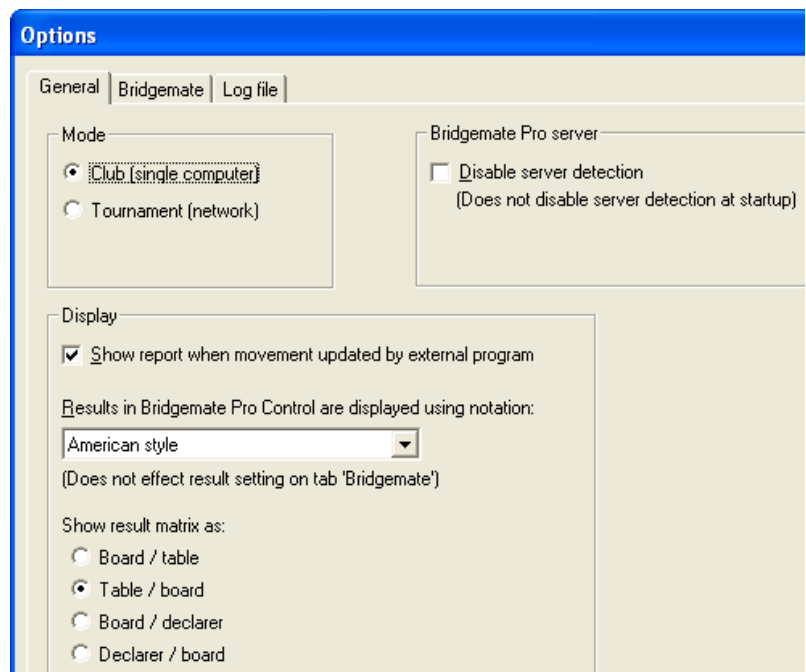 Options
General
Bridgemate
Log file
Mode
Club (single computer)
Tournament (network)
Bridgemate Pro server
Disable server detection
(Does not disable server detection at startup)
Display
Show report when movement updated by external program
Results in Bridgemate Pro Control are displayed using notation:
American style
(Does not effect result setting on tab 'Bridgemate')
Show result matrix as:
Board / table
Table / board
Board / declarer
Declarer / board